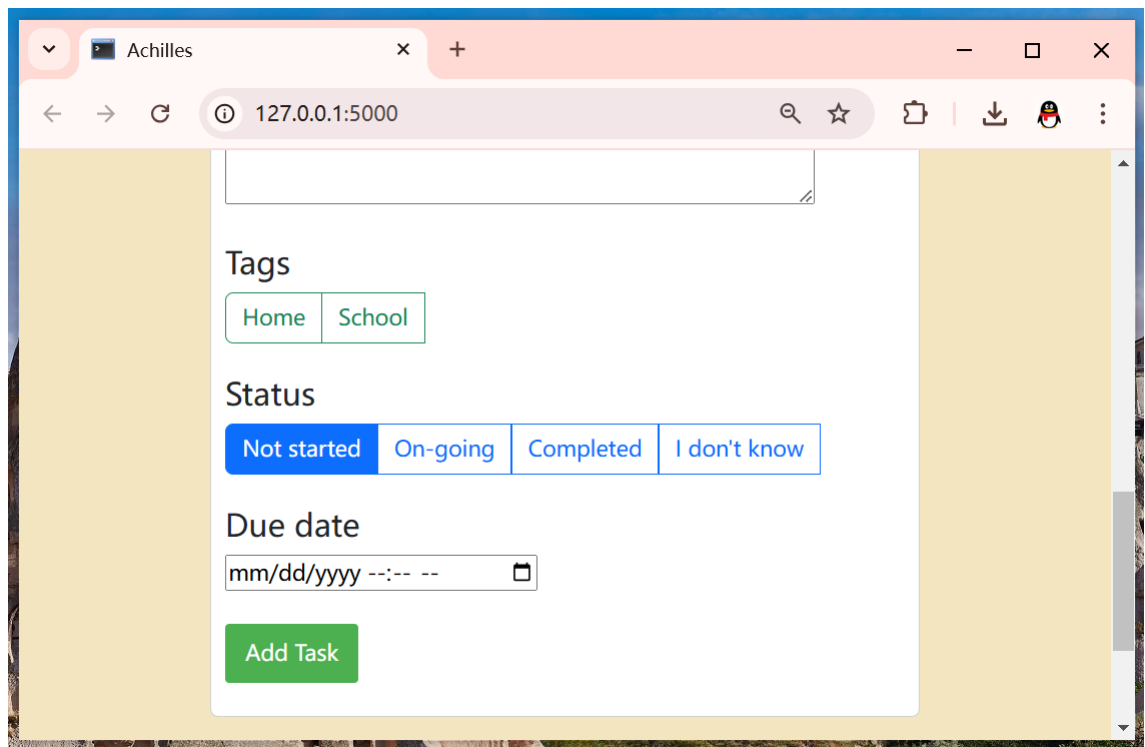 Achilles
127.0.0.1:5000
Tags
Home School
Status
Not started On-going Completed I don't know
Due date
mm/dd/yyyy --:-- --
Add Task